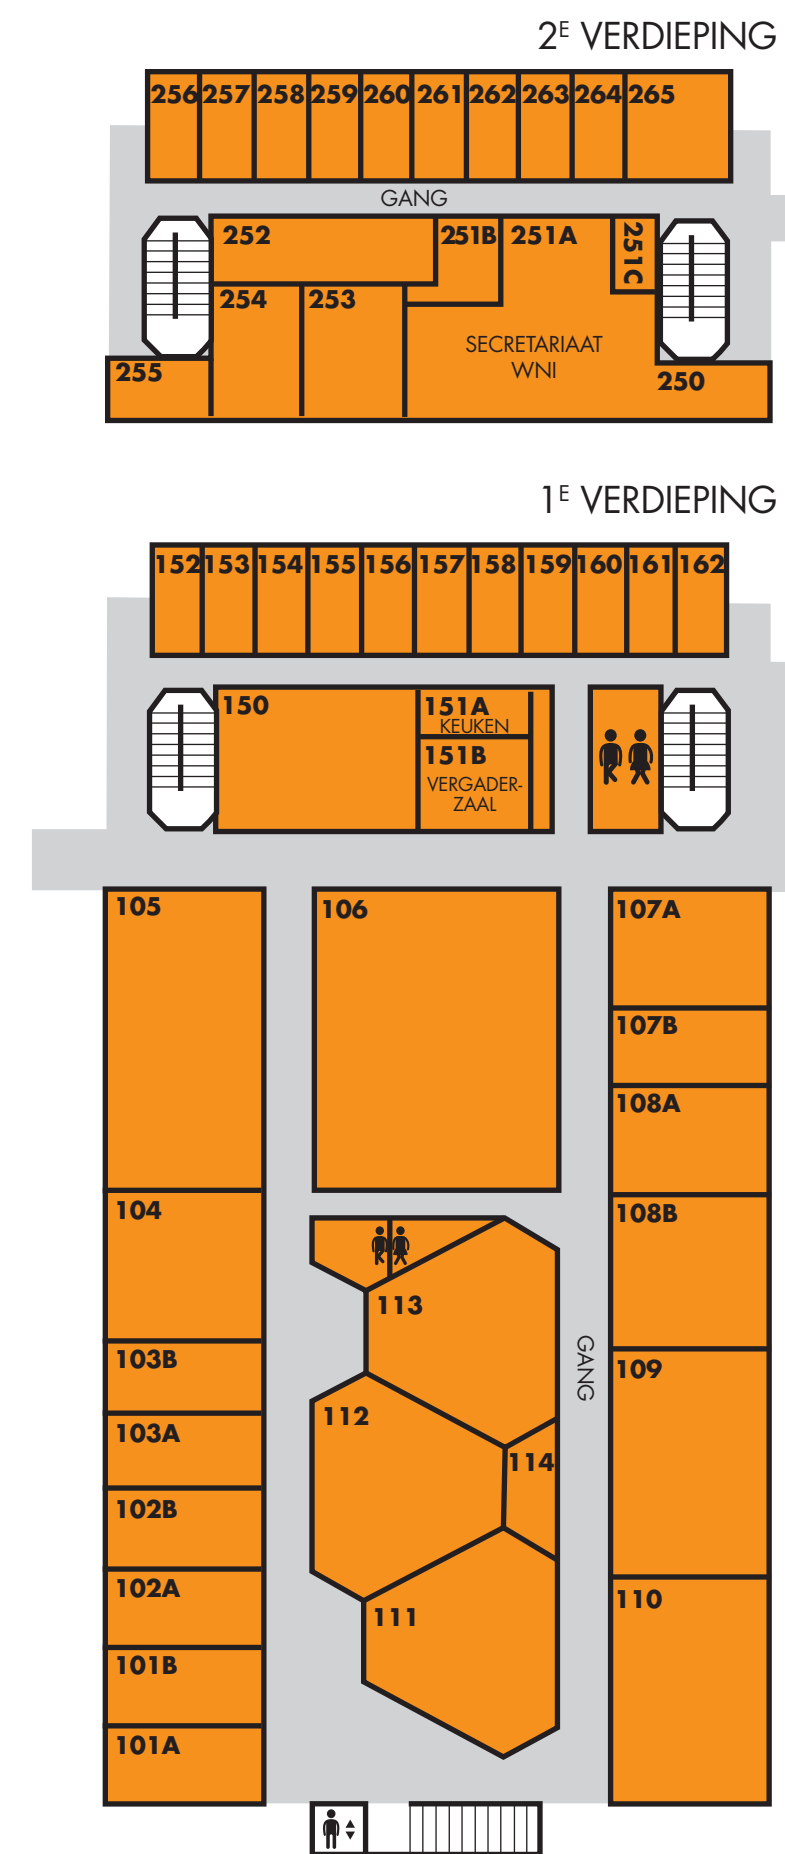 2E VERDIEPING
256 257 258 259 260 261 262 263 264 265
GANG
252 251B 251A 251C
254 253
SECRETARIAAT
WNI
255 250
1E VERDIEPING
152 153 154 155 156 157 158 159 160 161 162
150 151A
KEUKEN
151B
VERGADER-
ZAAL
105 106 107A
107B
108A
104 108B
113
GANG
103B 109
112
103A
114
102B
102A 110
111
101B
101A